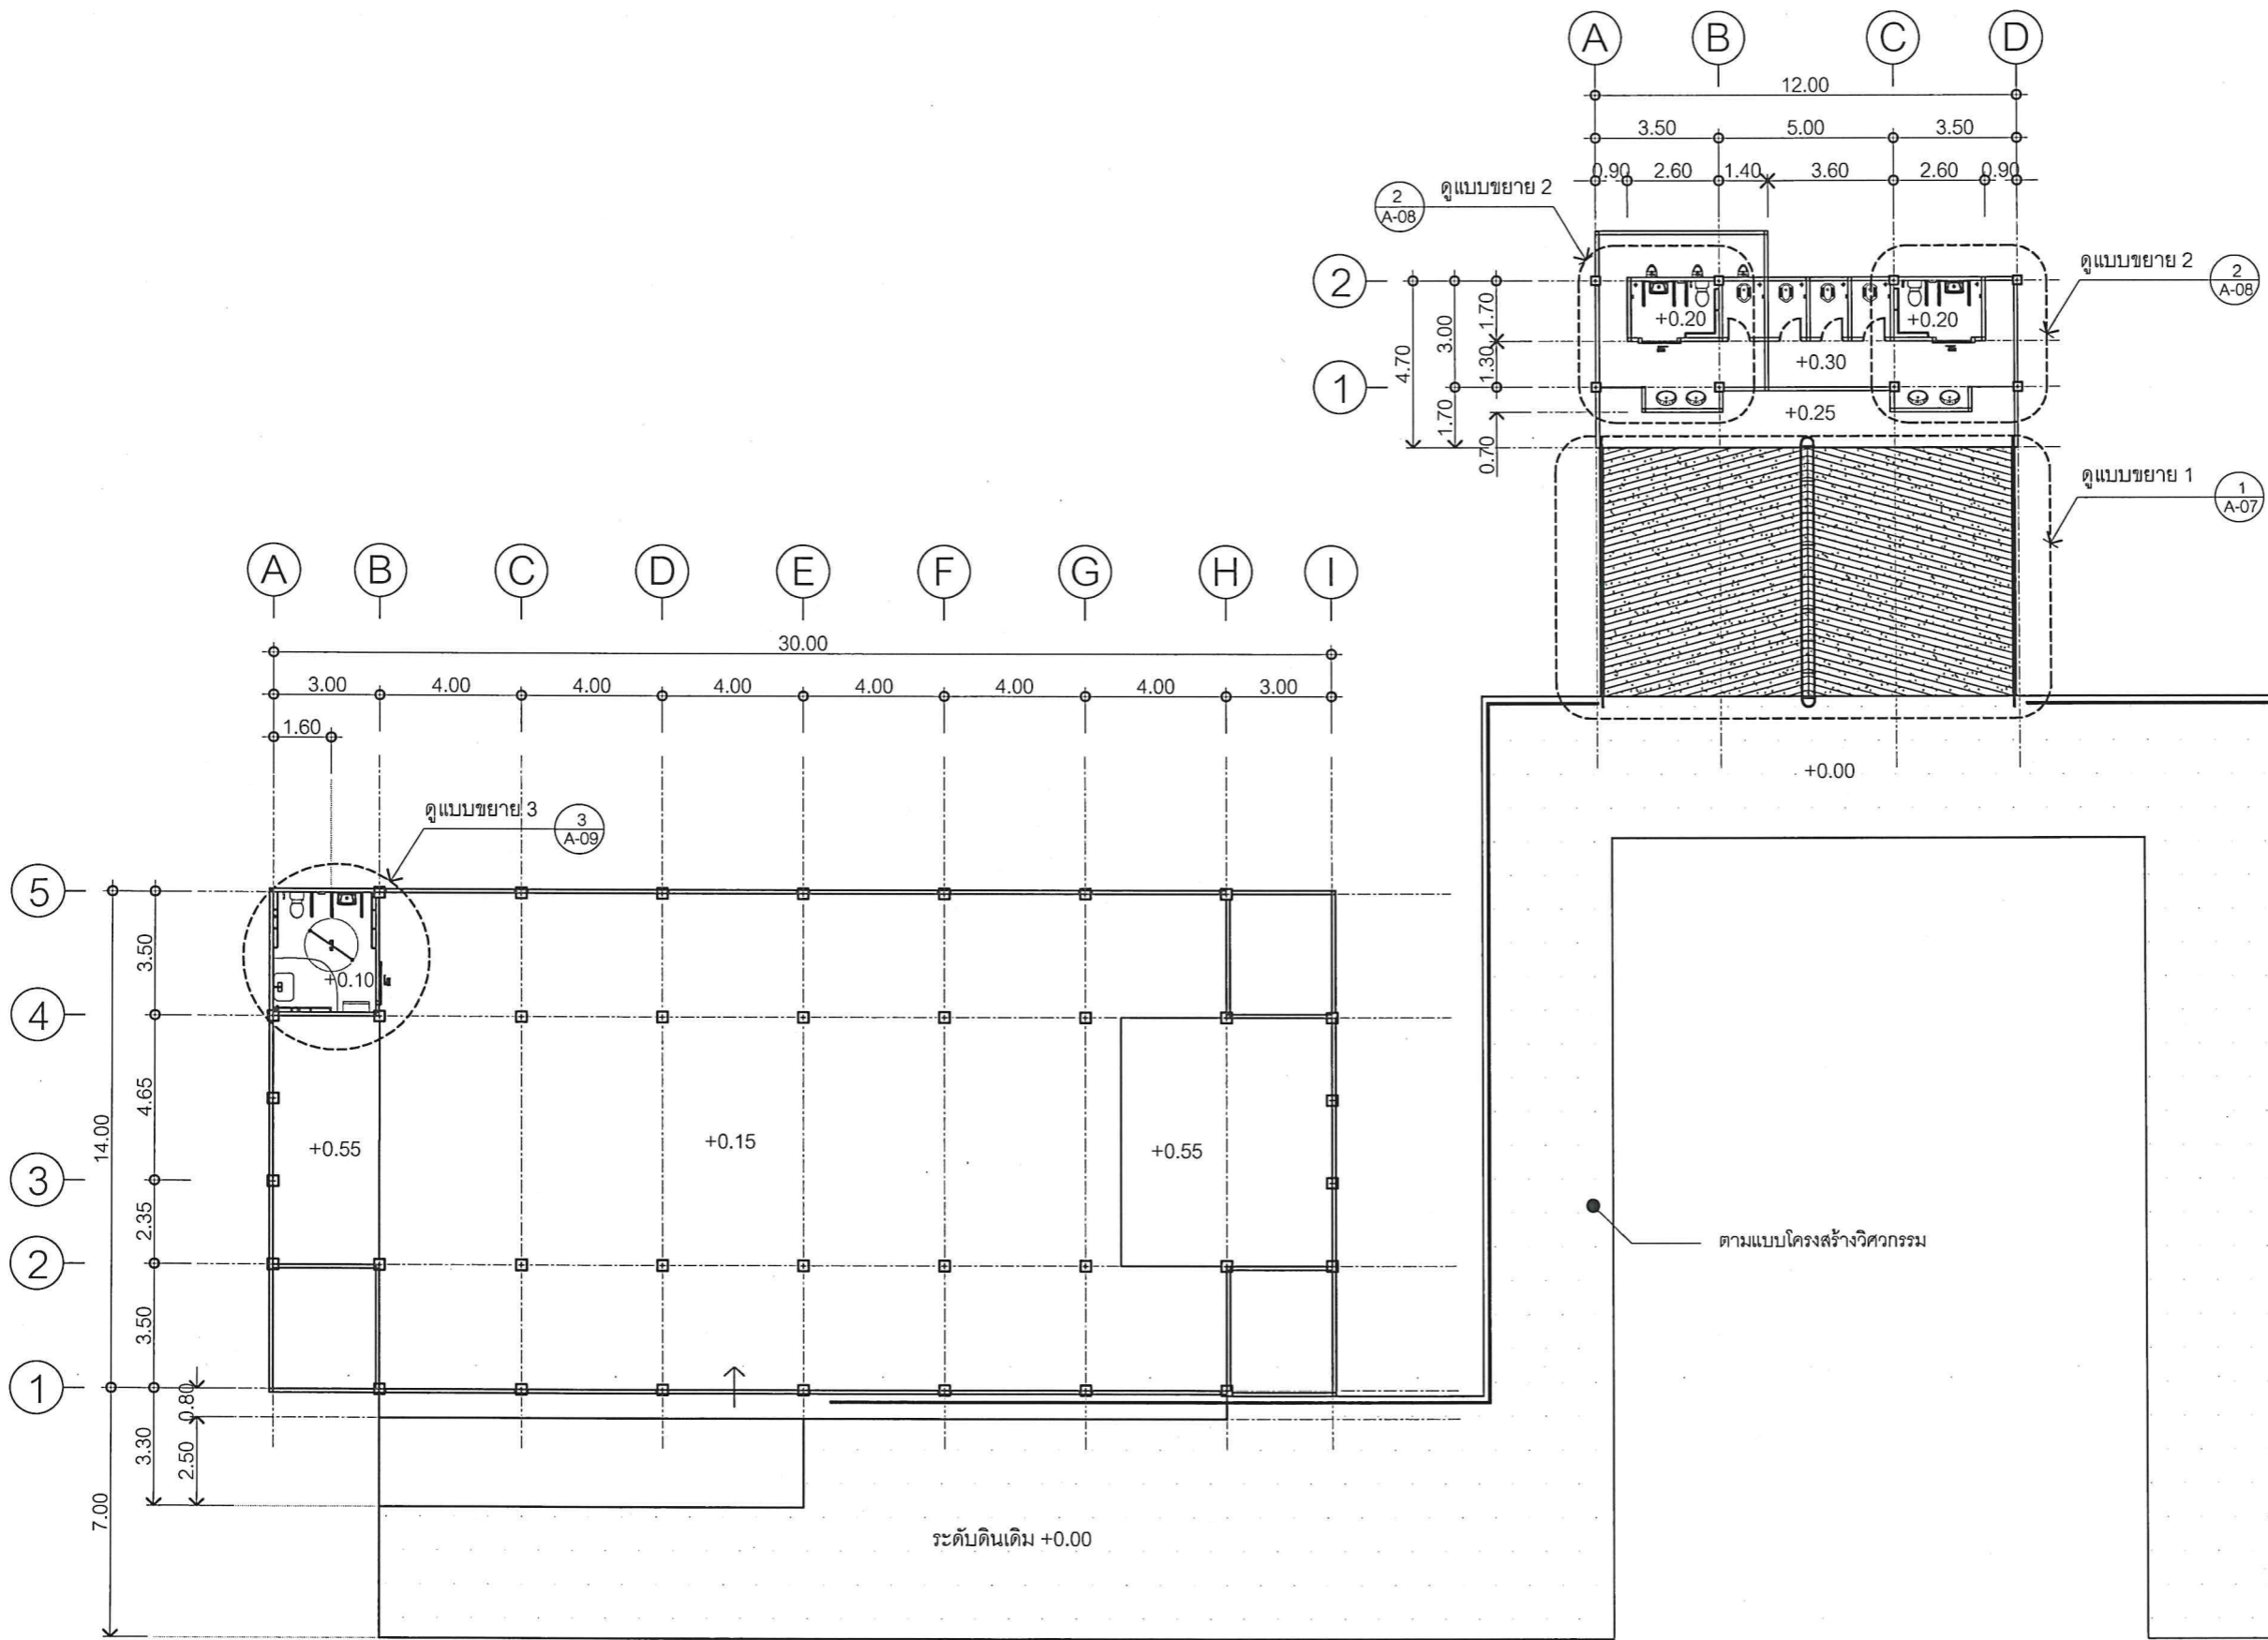 A B C D
12.00
3.50 5.00 3.50
0.90 2.60 1.40 3.60 2.60 0.90
2
A-08
ดูแบบขยาย 2
ดูแบบขยาย 2
2
A-08
2
1
4.70
3.00
1.70
1.70
1.30
0.70
+0.20
+0.20
+0.30
+0.25
ดูแบบขยาย 1
1
A-07
+0.00
A B C D E F G H I
30.00
3.00 4.00 4.00 4.00 4.00 4.00 4.00 3.00
1.60
ดูแบบขยาย 3
3
A-09
5
4
3
2
1
14.00
7.00
3.50
4.65
2.35
3.50
3.30
0.80
2.50
+0.10
+0.55
+0.15
+0.55
ตามแบบโครงสร้างวิศวกรรม
ระดับดินเดิม +0.00